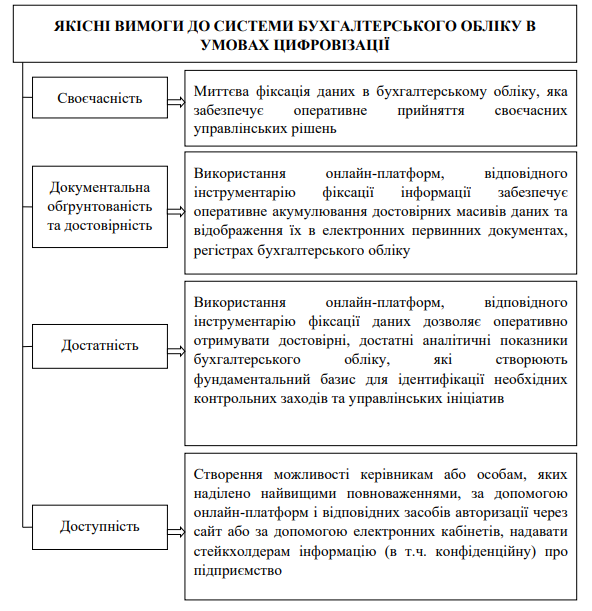 ЯКІСНІ ВИМОГИ ДО СИСТЕМИ БУХГАЛТЕРСЬКОГО ОБЛІКУ В
УМОВАХ ЦИФРОВІЗАЦІЇ
Своєчасність
Миттєва фіксація даних в бухгалтерському обліку, яка
забезпечує оперативне прийняття своєчасних
управлінських рішень
Документальна
обґрунтованість
та достовірність
Використання онлайн-платформ, відповідного
інструментарію фіксації інформації забезпечує
оперативне акумулювання достовірних масивів даних та
відображення їх в електронних первинних документах,
регістрах бухгалтерського обліку
Достатність
Використання онлайн-платформ, відповідного
інструментарію фіксації даних дозволяє оперативно
отримувати достовірні, достатні аналітичні показники
бухгалтерського обліку, які створюють
фундаментальний базис для ідентифікації необхідних
контрольних заходів та управлінських ініціатив
Доступність
Створення можливості керівникам або особам, яких
наділено найвищими повноваженнями, за допомогою
онлайн-платформ і відповідних засобів авторизації через
сайт або за допомогою електронних кабінетів, надавати
стейкхолдерам інформацію (в т.ч. конфіденційну) про
підприємство